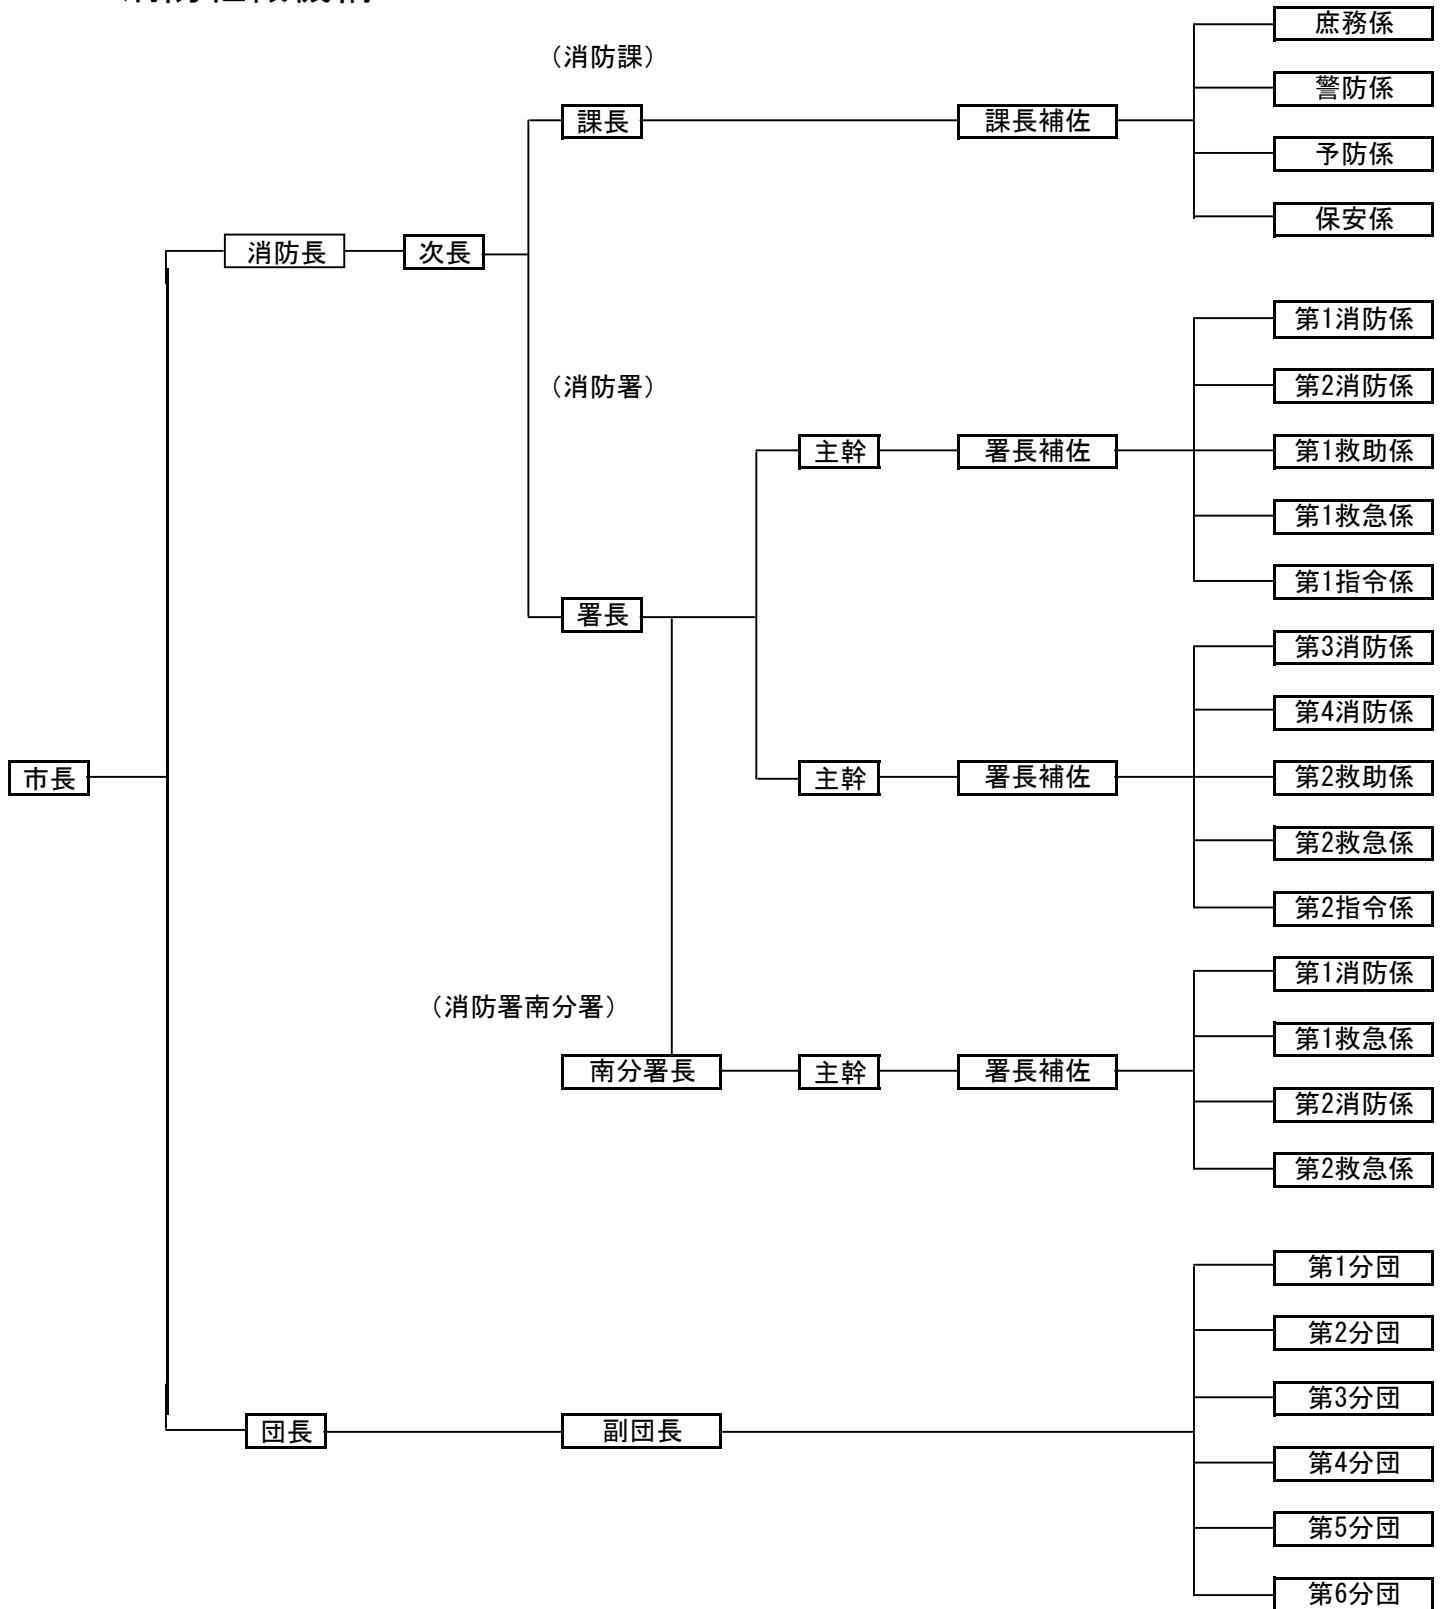 庶務係
(消防課)
警防係
課長
課長補佐
予防係
保安係
消防長
次長
第1消防係
(消防署)
第2消防係
主幹
署長補佐
第1救助係
第1救急係
第1指令係
署長
第3消防係
第4消防係
市長
主幹
署長補佐
第2救助係
第2救急係
第2指令係
第1消防係
(消防署南分署)
第1救急係
南分署長
主幹
署長補佐
第2消防係
第2救急係
第1分団
第2分団
第3分団
団長
副団長
第4分団
第5分団
第6分団